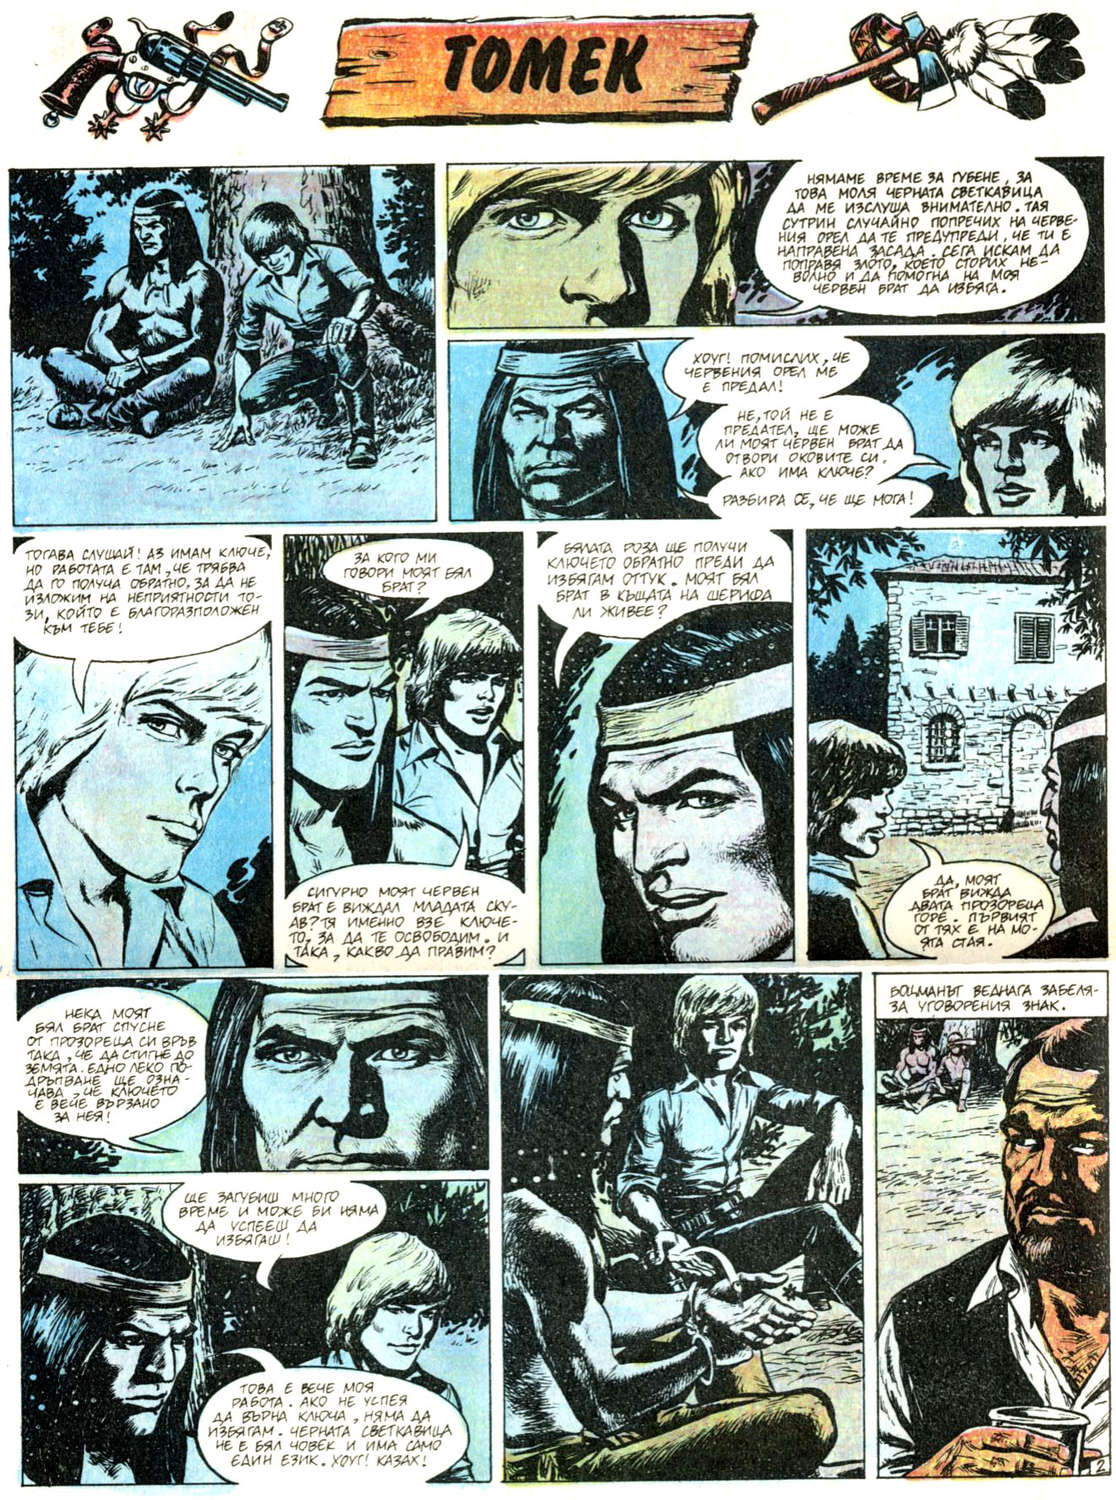 ТОМЕК
НЯМАМЕ ВРЕМЕ ЗА ГУБЕНЕ, ЗА
ТОВА МОЛЯ ЧЕРНАТА СВЕТКАВИЦА
ДА МЕ ИЗСЛУША ВНИМАТЕЛНО. ТАЯ
СУТРИН СЛУЧАЙНО ПОПРЕЧИХ НА ЧЕРВЕ-
НИЯ ОРЕЛ ДА ТЕ ПРЕДУПРЕДИ, ЧЕ ТИ Е
НАПРАВЕНА ЗАСАДА. СЕГА ИСКАМ ДА
ПОПРАВЯ ЗЛОТО, КОЕТО СТОРИХ НЕ-
ВОЛНО И ДА ПОМОГНА НА МОЯ
ЧЕРВЕН БРАТ ДА ИЗБЯГА.
ХОУГ! ПОМИСЛИХ, ЧЕ
ЧЕРВЕНИЯ ОРЕЛ МЕ
Е ПРЕДАЛ!
НЕ, ТОЙ НЕ Е
ПРЕДАТЕЛ, ЩЕ МОЖЕ
ЛИ МОЯТ ЧЕРВЕН БРАТ ДА
ОТВОРИ ОКОВИТЕ СИ,
АКО ИМА КЛЮЧЕ?
РАЗБИРА СЕ, ЧЕ ЩЕ МОГА!
ТОГАВА СЛУШАЙ! АЗ ИМАМ КЛЮЧЕ,
НО РАБОТАТА Е ТАМ, ЧЕ ТРЯБВА
ДА ГО ПОЛУЧА ОБРАТНО, ЗА ДА НЕ
ИЗЛОЖИМ НА НЕПРИЯТНОСТИ ТО-
ЗИ, КОЙТО Е БЛАГОРАЗПОЛОЖЕН
КЪМ ТЕБЕ!
ЗА КОГО МИ
ГОВОРИ МОЯТ БЯЛ
БРАТ?
СИГУРНО МОЯТ ЧЕРВЕН
БРАТ Е ВИЖДАЛ МЛАДАТА СКУ-
АВ? ТЯ ИМЕННО ВЗЕ КЛЮЧЕ-
ТО, ЗА ДА ТЕ ОСВОБОДИМ. И
ТАКА, КАКВО ДА ПРАВИМ?
БЯЛАТА РОЗА ЩЕ ПОЛУЧИ
КЛЮЧЕТО ОБРАТНО ПРЕДИ ДА
ИЗБЯГАМ ОТТУК. МОЯТ БЯЛ
БРАТ В КЪЩАТА НА ШЕРИФА
ЛИ ЖИВЕЕ?
ДА, МОЯТ
БРАТ ВИЖДА
ДВАТА ПРОЗОРЕЦА
ГОРЕ. ПЪРВИЯТ
ОТ ТЯХ Е НА МО-
ЯТА СТАЯ.
НЕКА МОЯТ
БЯЛ БРАТ СПУСНЕ
ОТ ПРОЗОРЕЦА СИ ВРЪВ
ТАКА, ЧЕ ДА СТИГНЕ ДО
ЗЕМЯТА. ЕДНО ЛЕКО ПО-
ДРЪПВАНЕ ЩЕ ОЗНА-
ЧАВА, ЧЕ КЛЮЧЕТО
Е ВЕЧЕ ВЪРЗАНО
ЗА НЕЯ!
ЩЕ ЗАГУБИШ МНОГО
ВРЕМЕ И МОЖЕ БИ НЯМА
ДА УСПЕЕШ ДА
ИЗБЯГАШ!
ТОВА Е ВЕЧЕ МОЯ
РАБОТА. АКО НЕ УСПЕЯ
ДА ВЪРНА КЛЮЧА, НЯМА ДА
ИЗБЯГАМ. ЧЕРНАТА СВЕТКАВИЦА
НЕ Е БЯЛ ЧОВЕК И ИМА САМО
ЕДИН ЕЗИК. ХОУГ! КАЗАХ!
БОЦМАНЪТ ВЕДНАГА ЗАБЕЛЯ-
ЗА УГОВОРЕНИЯ ЗНАК.
2